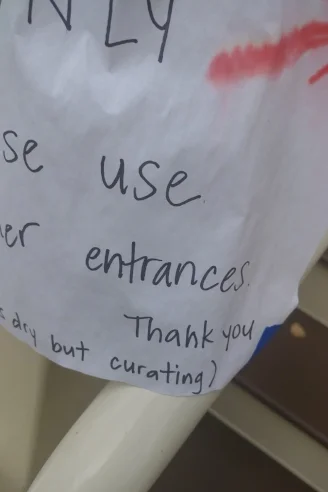 NLY
se use
er entrances.
Thank you
s dry but curating)